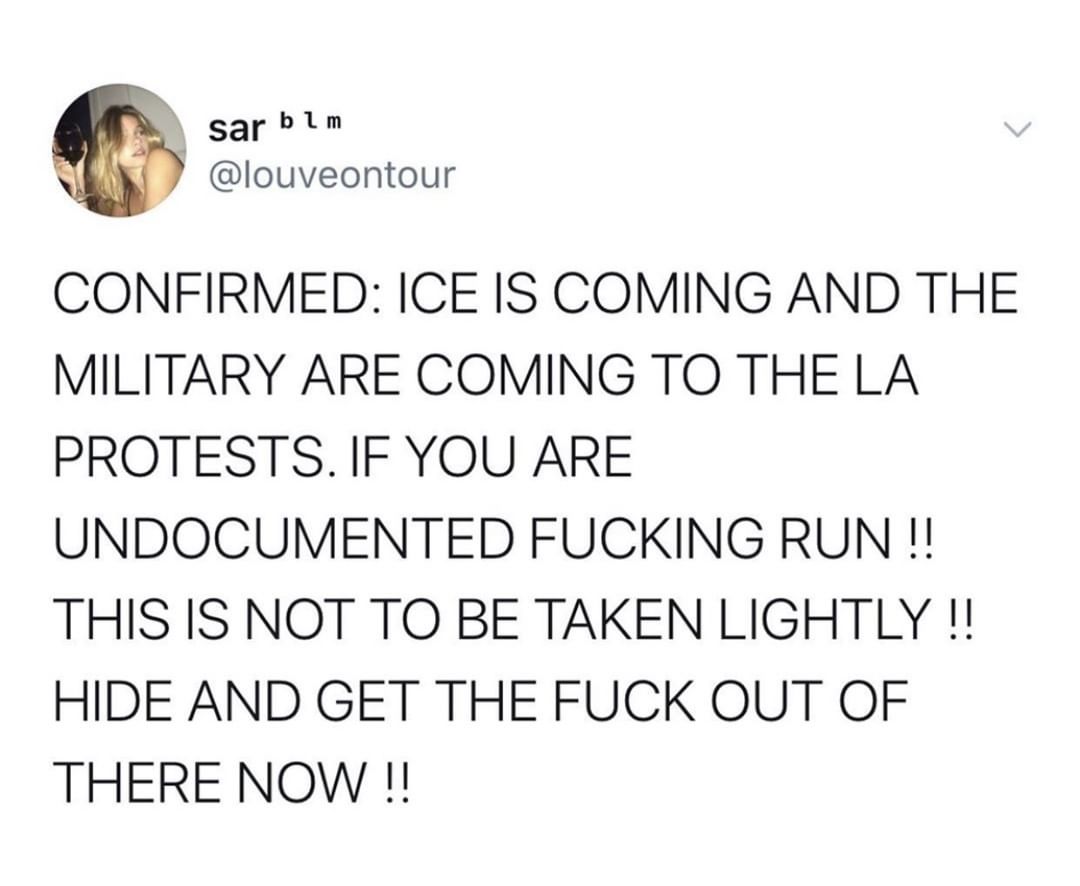 sar ᵇˡᵐ
@louveontour
CONFIRMED: ICE IS COMING AND THE
MILITARY ARE COMING TO THE LA
PROTESTS. IF YOU ARE
UNDOCUMENTED FUCKING RUN !!
THIS IS NOT TO BE TAKEN LIGHTLY !!
HIDE AND GET THE FUCK OUT OF
THERE NOW !!